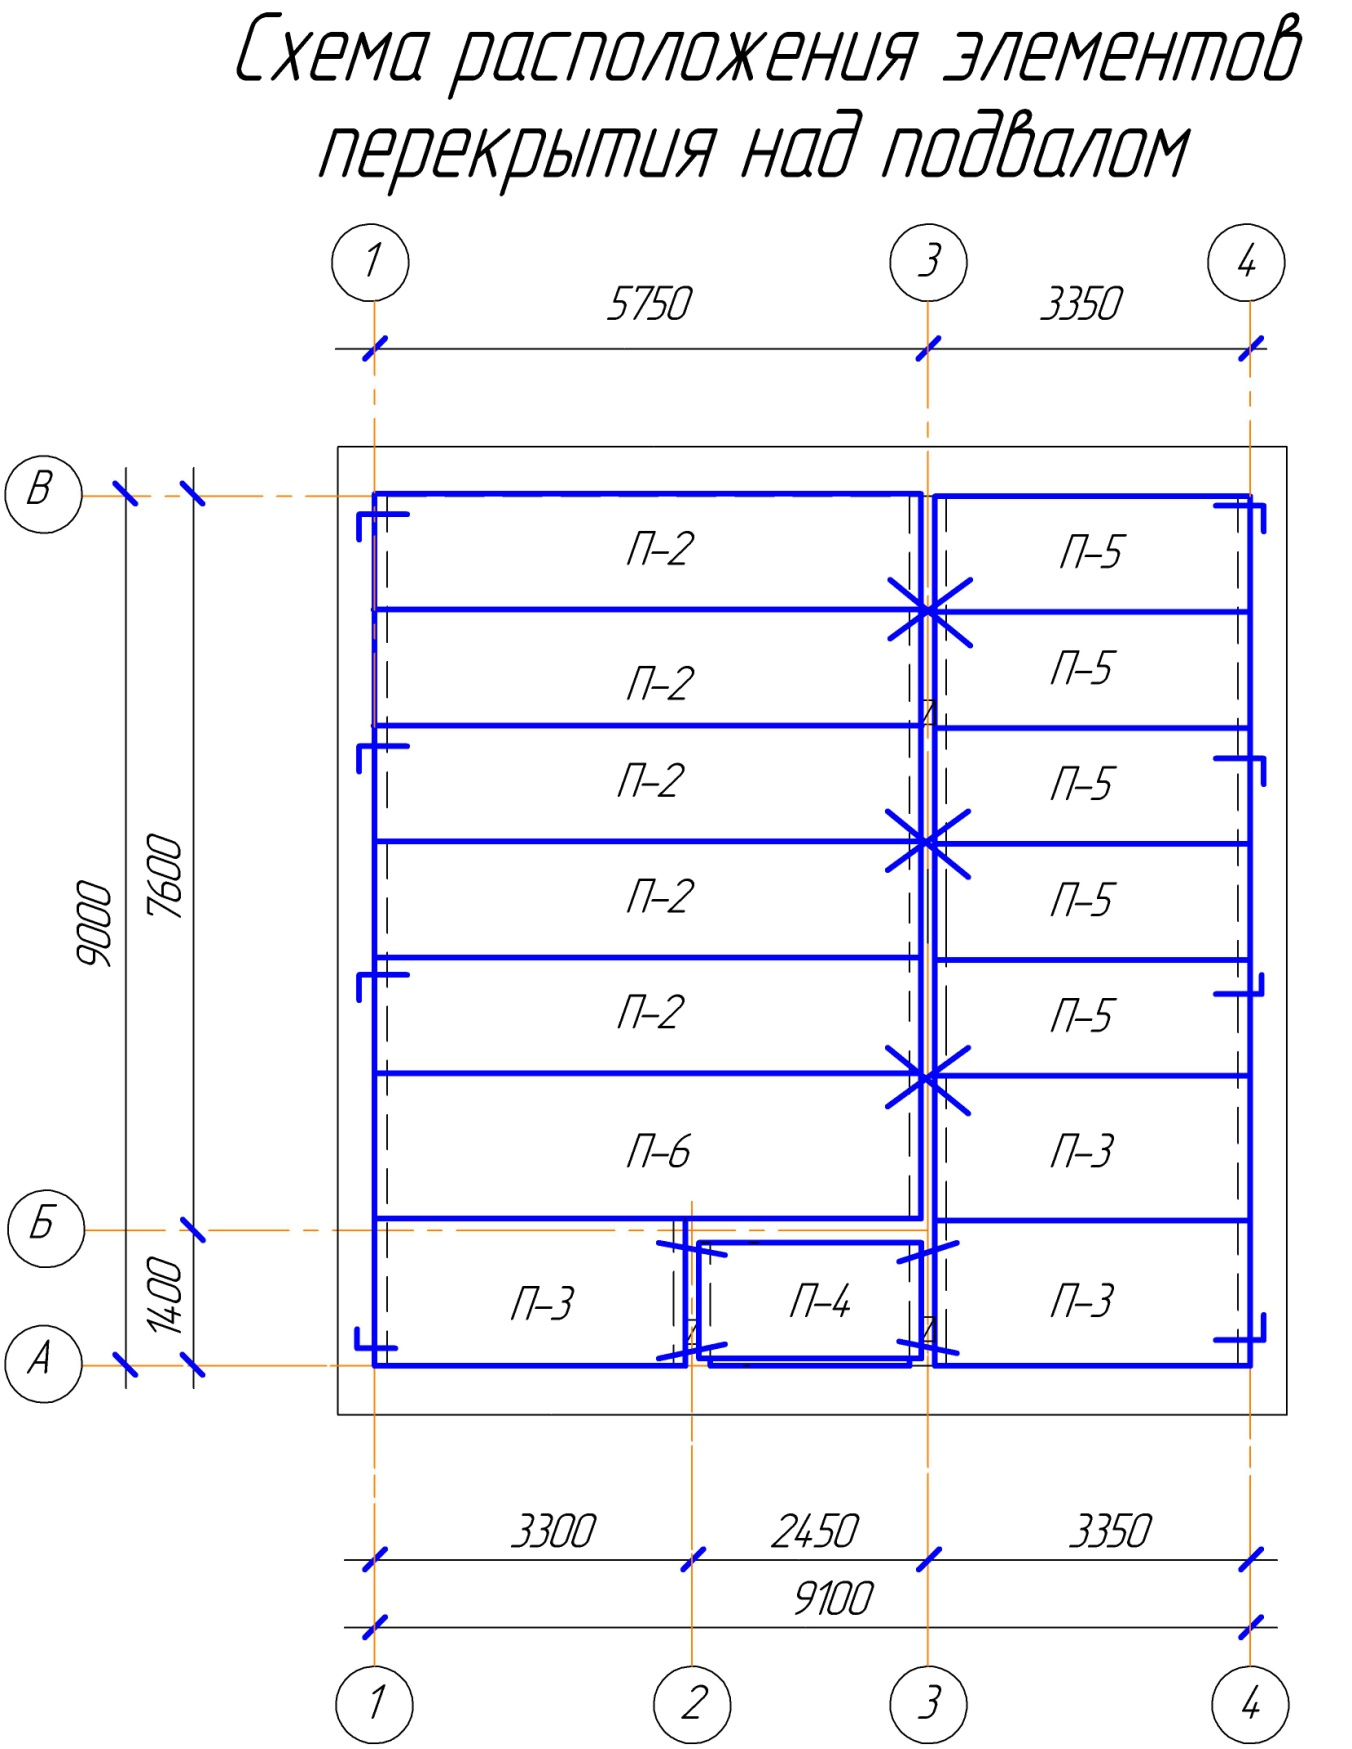 Схема расположения элементов
перекрытия над подвалом
1
3
4
5750
3350
В
П-2
П-5
П-2
П-5
П-2
П-5
7600
9000
П-2
П-5
П-2
П-5
П-6
П-3
Б
1400
П-3
П-4
П-3
А
3300
2450
3350
9100
1
2
3
4